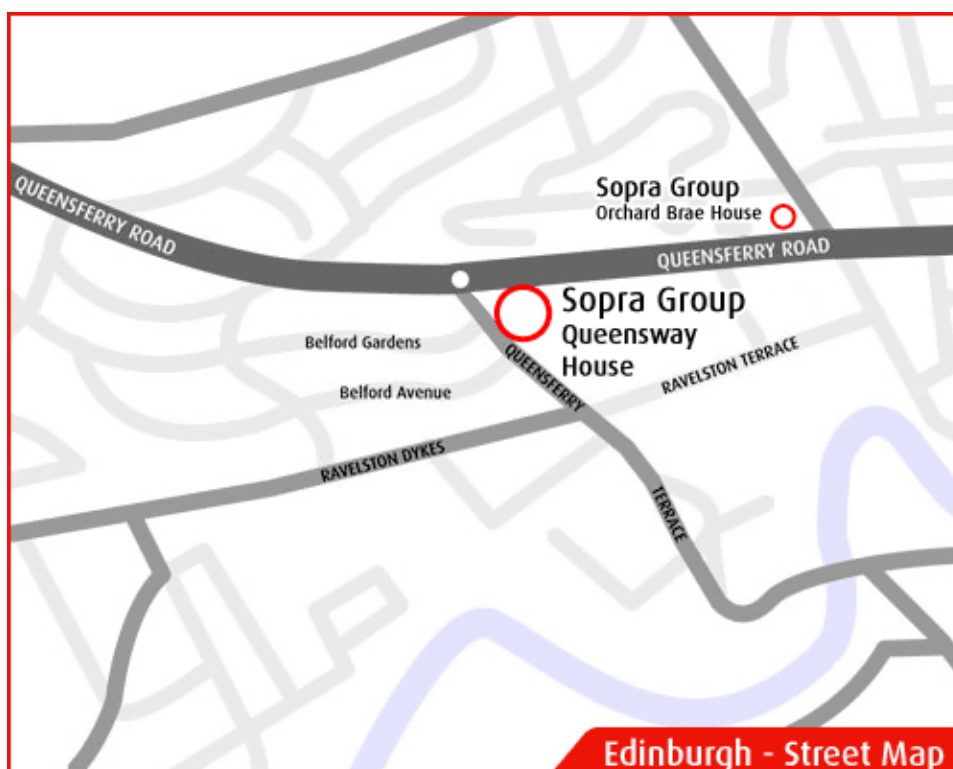 QUEENSFERRY ROAD
Sopra Group
Orchard Brae House
QUEENSFERRY ROAD
Sopra Group
Queensway
House
Belford Gardens
QUEENSFERRY
RAVELSTON TERRACE
Belford Avenue
RAVELSTON DYKES
TERRACE
Edinburgh - Street Map